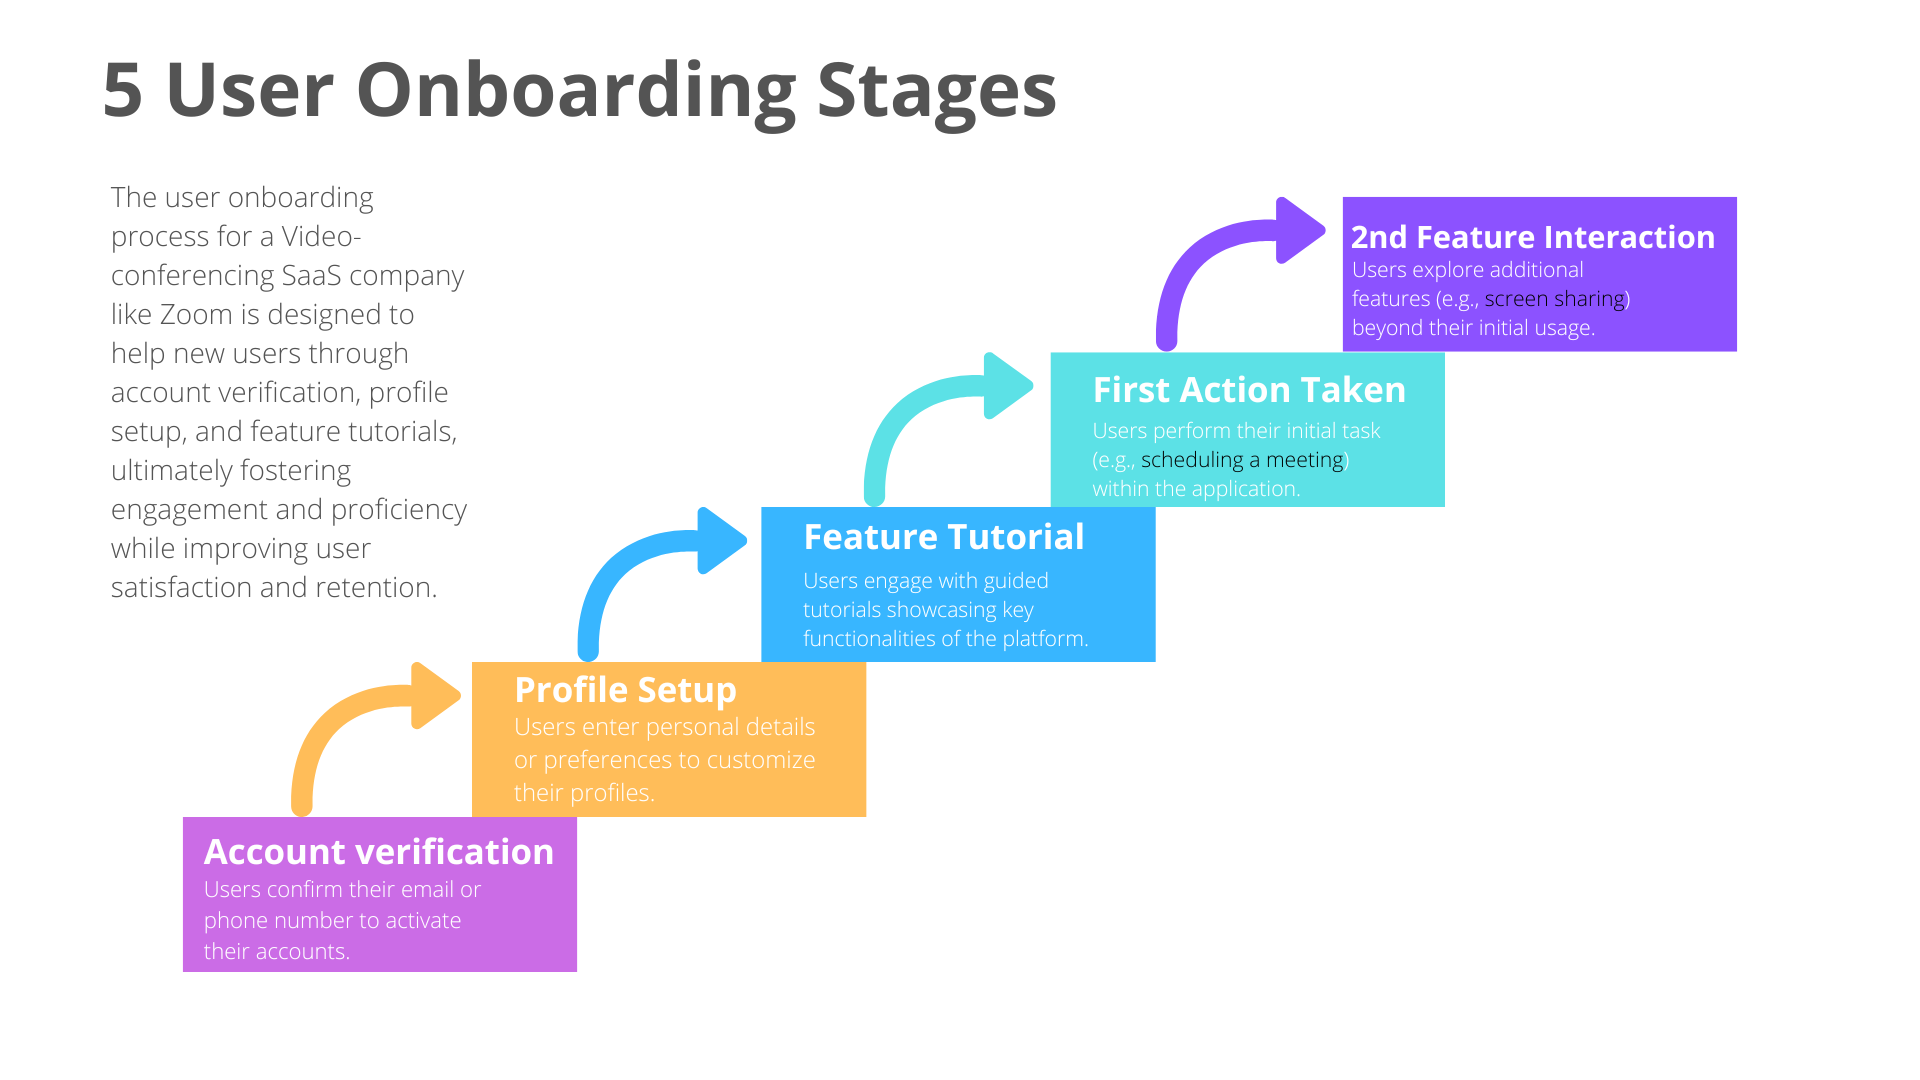 5 User Onboarding Stages
The user onboarding
process for a Video-
conferencing SaaS company
like Zoom is designed to
help new users through
account verification, profile
setup, and feature tutorials,
ultimately fostering
engagement and proficiency
while improving user
satisfaction and retention.
Account verification
Users confirm their email or
phone number to activate
their accounts.
Profile Setup
Users enter personal details
or preferences to customize
their profiles.
Feature Tutorial
Users engage with guided
tutorials showcasing key
functionalities of the platform.
First Action Taken
Users perform their initial task
(e.g., scheduling a meeting)
within the application.
2nd Feature Interaction
Users explore additional
features (e.g., screen sharing)
beyond their initial usage.